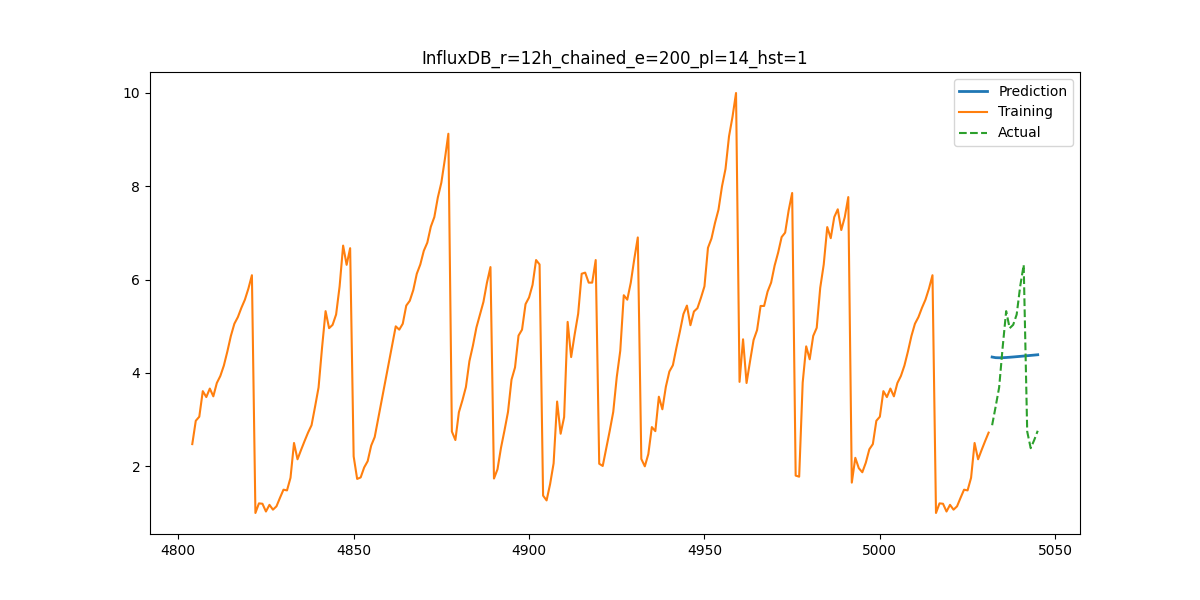 InfluxDB_r=12h_chained_e=200_pl=14_hst=1
Prediction
Training
Actual
10
8
6
4
2
4800
4850
4900
4950
5000
5050